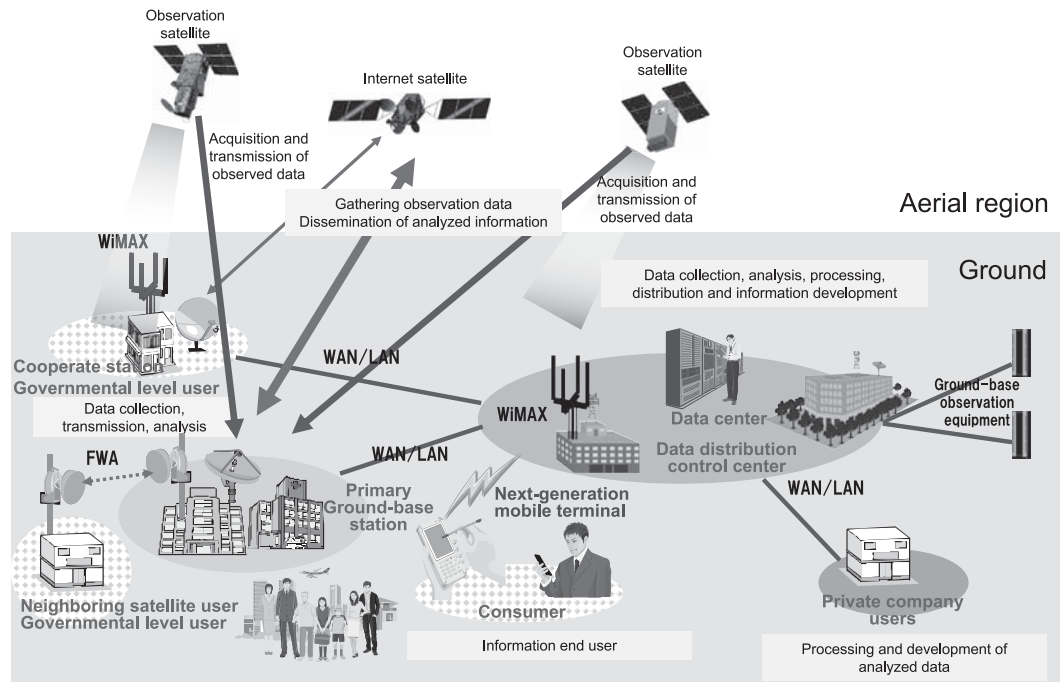 Observation
satellite
Internet satellite
Observation
satellite
Acquisition and
transmission of
observed data
Acquisition and
transmission of
observed data
Gathering observation data
Dissemination of analyzed information
Aerial region
Ground
WiMAX
Data collection, analysis, processing,
distribution and information development
Cooperate station
Governmental level user
WAN/LAN
Data collection,
transmission, analysis
WiMAX
Data center
Data distribution
control center
Ground-base
observation
equipment
FWA
WAN/LAN
Primary
Ground-base
station
Next-generation
mobile terminal
WAN/LAN
Neighboring satellite user
Governmental level user
Consumer
Private company
users
Information end user
Processing and development of
analyzed data